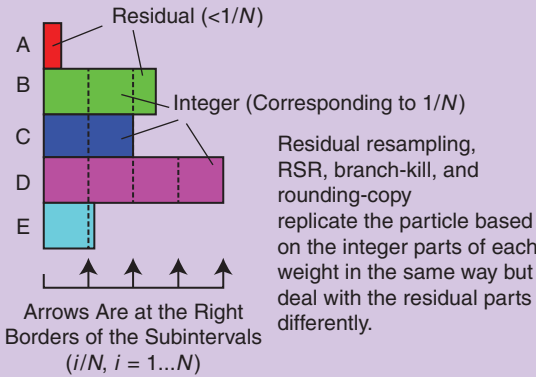 Residual (<1/N)
A
B
Integer (Corresponding to 1/N)
C
D
E
Residual resampling,
RSR, branch-kill, and
rounding-copy
replicate the particle based
on the integer parts of each
weight in the same way but
deal with the residual parts
differently.
Arrows Are at the Right
Borders of the Subintervals
(i/N, i = 1...N)